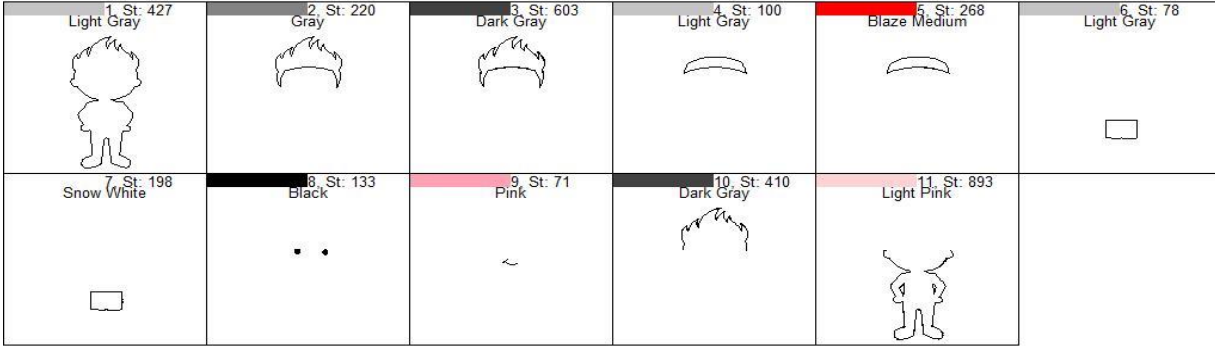 1, St: 427
Light Gray
2, St: 220
Gray
3, St: 603
Dark Gray
4, St: 100
Light Gray
5, St: 268
Blaze Medium
6, St: 78
Light Gray
7, St: 198
Snow White
8, St: 133
Black
9, St: 71
Pink
10, St: 410
Dark Gray
11, St: 893
Light Pink